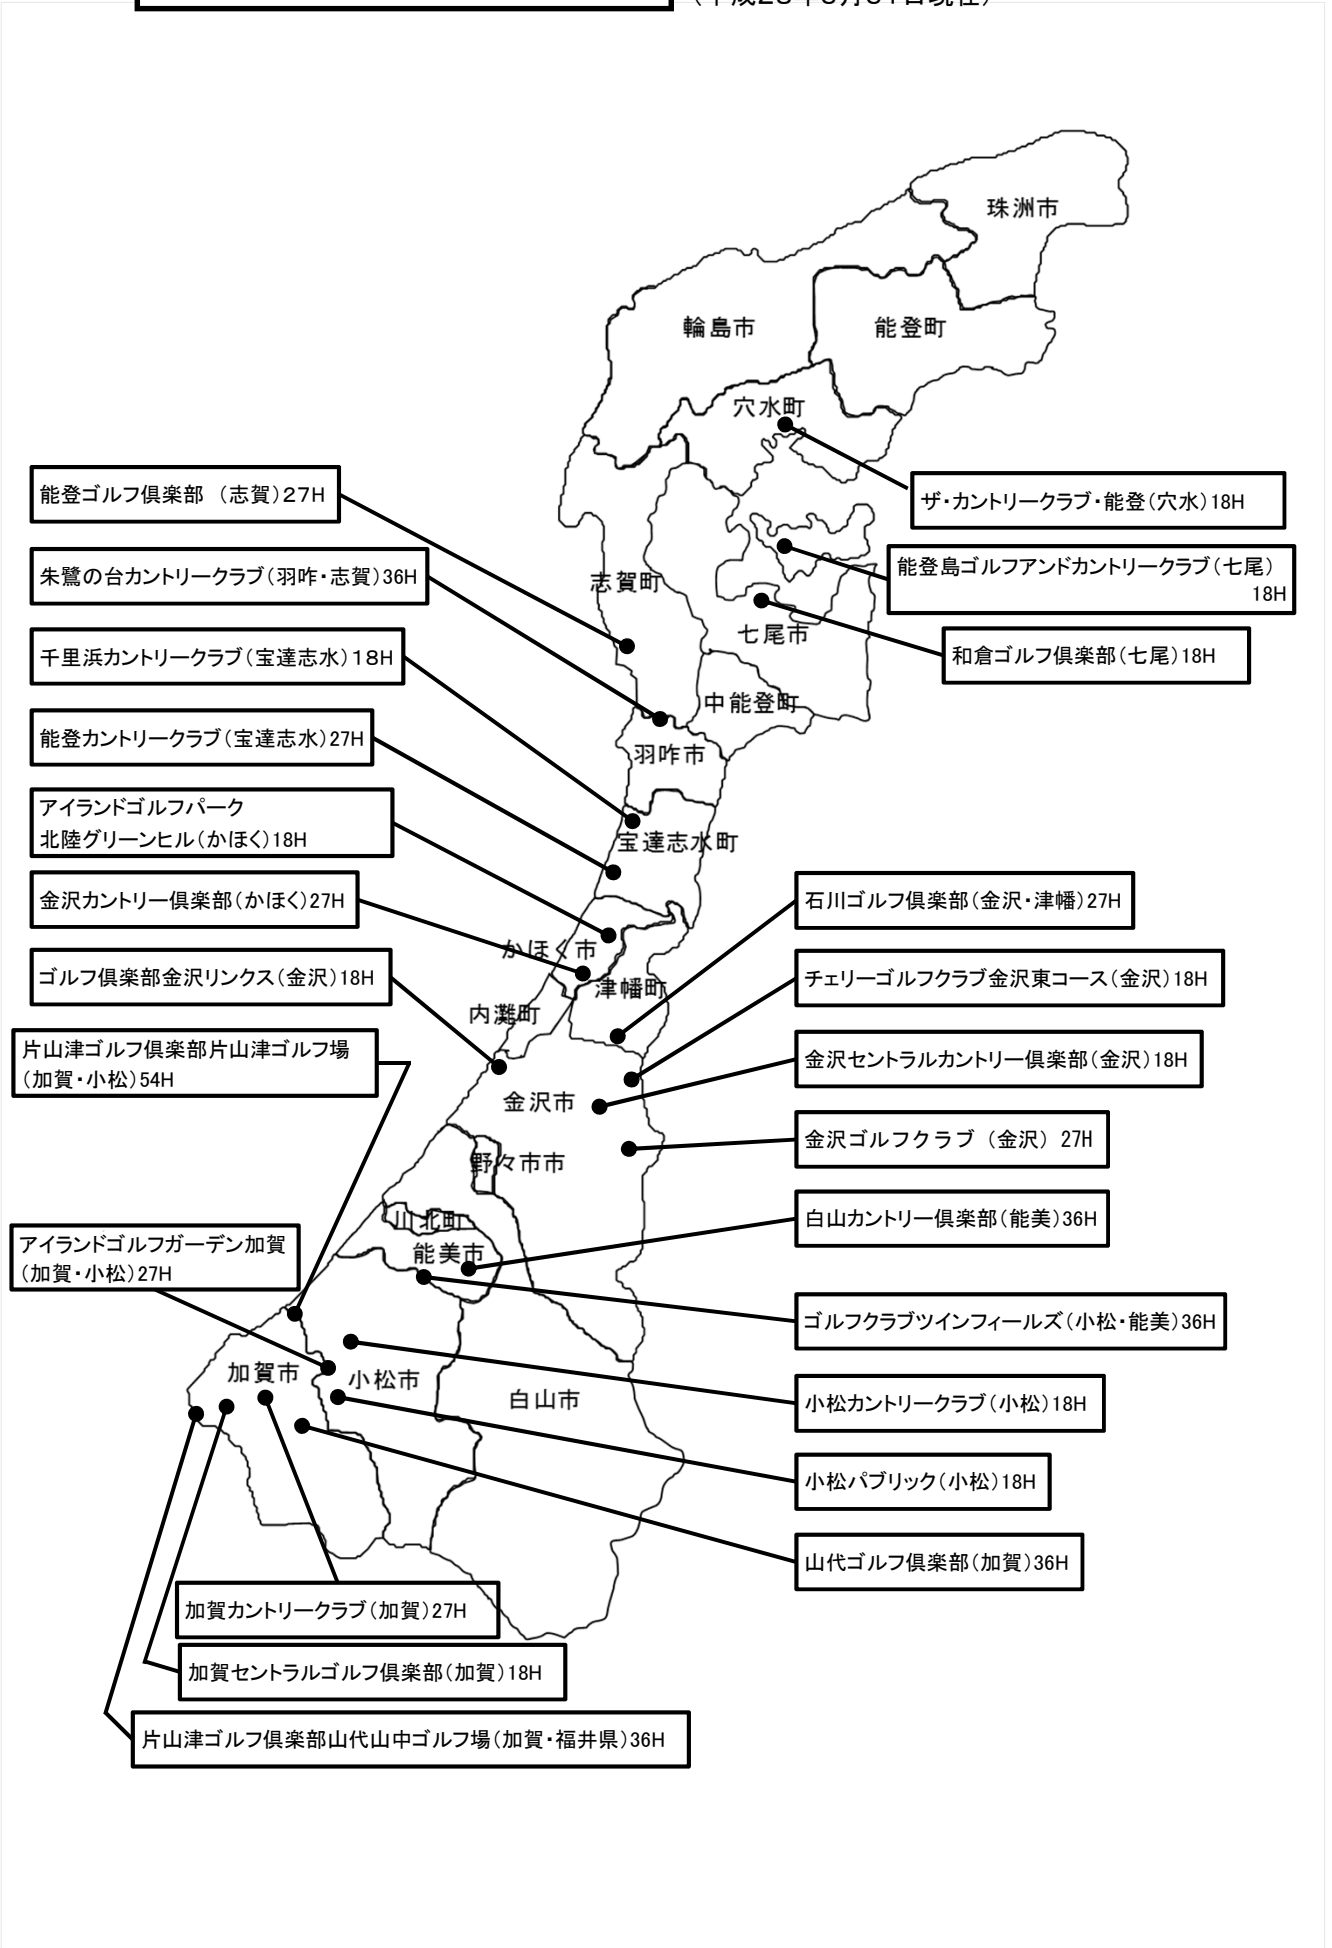 珠洲市
輪島市
能登町
穴水町
志賀町
七尾市
中能登町
羽咋市
宝達志水町
かほく市
津幡町
内灘町
金沢市
野々市市
川北町
能美市
加賀市
小松市
白山市
能登ゴルフ倶楽部 (志賀)27H
朱鷺の台カントリークラブ(羽咋・志賀)36H
千里浜カントリークラブ(宝達志水)18H
能登カントリークラブ(宝達志水)27H
アイランドゴルフパーク
北陸グリーンヒル(かほく)18H
金沢カントリー倶楽部(かほく)27H
ゴルフ倶楽部金沢リンクス(金沢)18H
片山津ゴルフ倶楽部片山津ゴルフ場
(加賀・小松)54H
アイランドゴルフガーデン加賀
(加賀・小松)27H
ザ・カントリークラブ・能登(穴水)18H
能登島ゴルフアンドカントリークラブ(七尾)
18H
和倉ゴルフ倶楽部(七尾)18H
石川ゴルフ倶楽部(金沢・津幡)27H
チェリーゴルフクラブ金沢東コース(金沢)18H
金沢セントラルカントリー倶楽部(金沢)18H
金沢ゴルフクラブ (金沢) 27H
白山カントリー倶楽部(能美)36H
ゴルフクラブツインフィールズ(小松・能美)36H
小松カントリークラブ(小松)18H
小松パブリック(小松)18H
山代ゴルフ倶楽部(加賀)36H
加賀カントリークラブ(加賀)27H
加賀セントラルゴルフ倶楽部(加賀)18H
片山津ゴルフ倶楽部山代山中ゴルフ場(加賀・福井県)36H